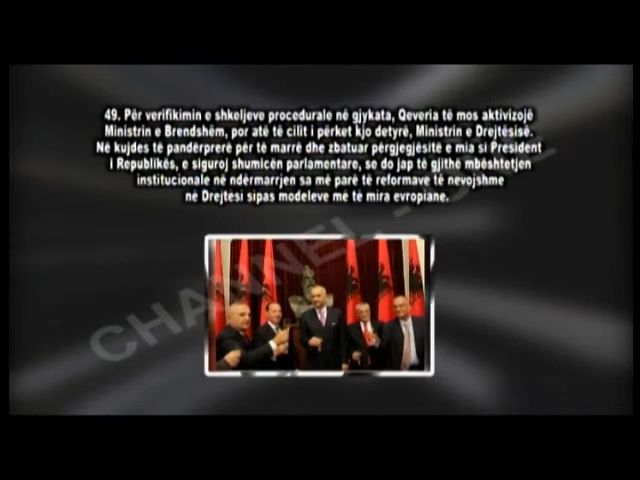 49. Për verifikimin e shkeljeve procedurale në gjykata, Qeveria të mos aktivizojë
Ministrin e Brendshëm, por atë të cilit i përket kjo detyrë, Ministrin e Drejtësisë.
Në kujdes të pandërprerë për të marrë dhe zbatuar përgjegjësitë e mia si President
i Republikës, e siguroj shumicën parlamentare, se do jap të gjithë mbështetjen
institucionale në ndërmarrjen sa më parë të reformave të nevojshme
në Drejtësi sipas modeleve më të mira evropiane.
CHANNEL -